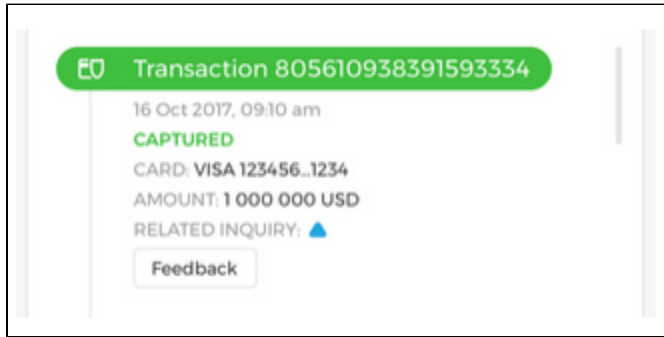 Transaction 805610938391593334
16 Oct 2017, 09:10 am
CAPTURED
CARD: VISA 123456...1234
AMOUNT: 1 000 000 USD
RELATED INQUIRY:
Feedback